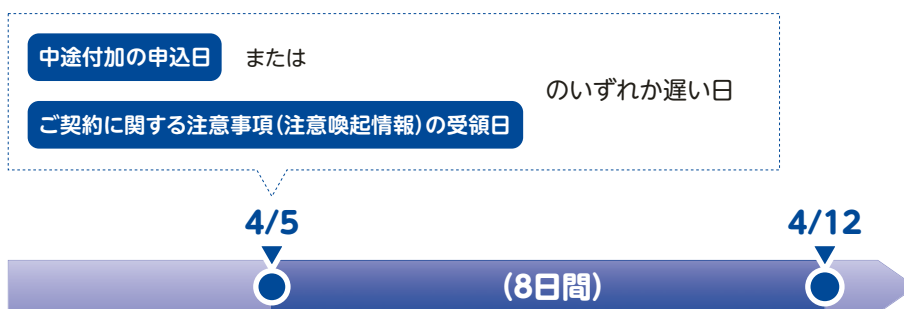 中途付加の申込日 または
のいずれか遅い日
ご契約に関する注意事項(注意喚起情報)の受領日
4/5 4/12
(8日間)